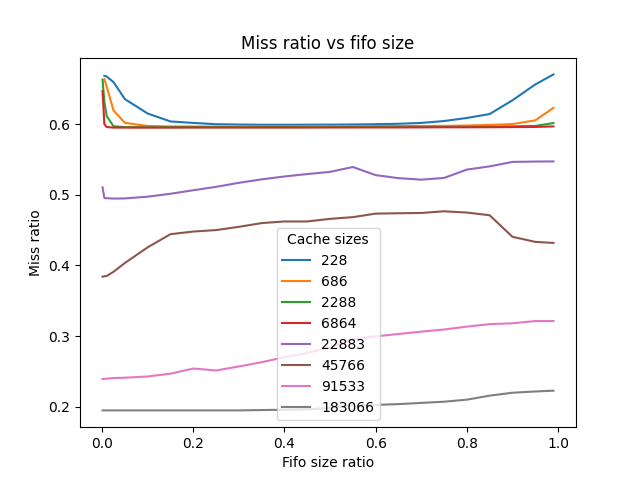 Miss ratio vs fifo size
Miss ratio
0.6
0.5
0.4
0.3
0.2
Cache sizes
228
686
2288
6864
22883
45766
91533
183066
0.0 0.2 0.4 0.6 0.8 1.0
Fifo size ratio